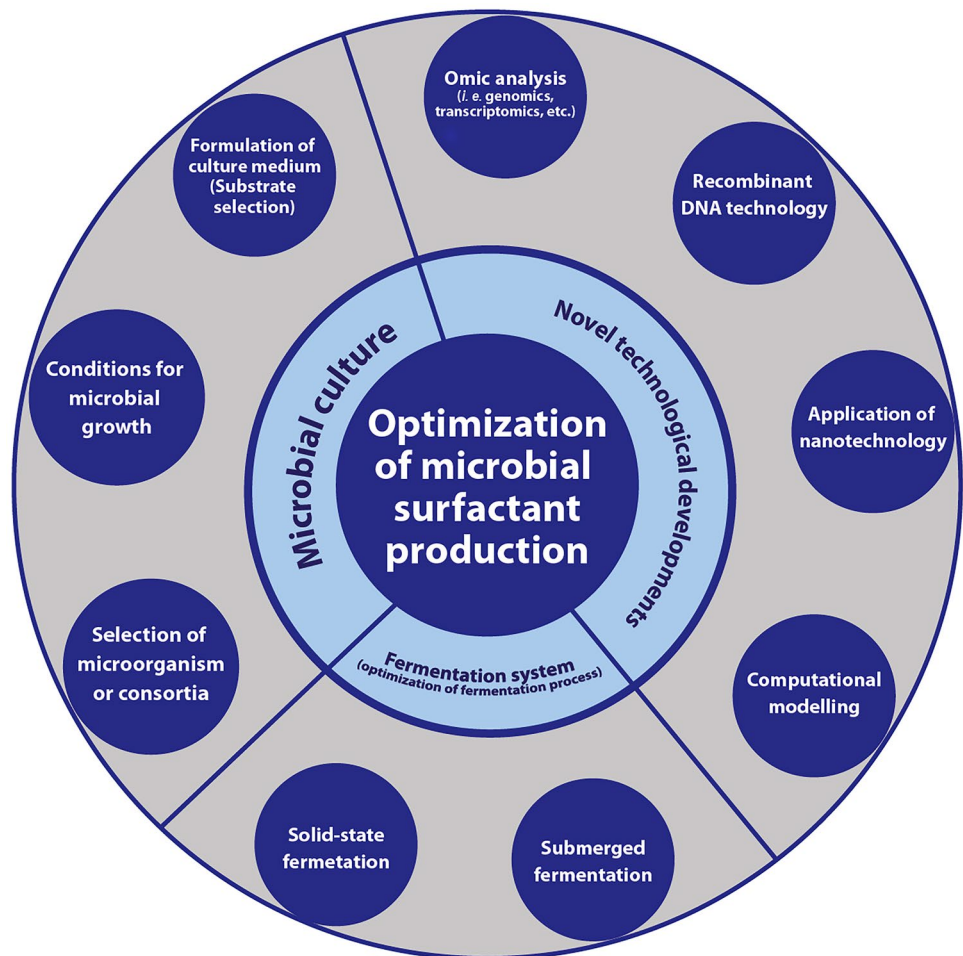 Omic analysis
(i. e. genomics,
transcriptomics, etc.)
Recombinant
DNA technology
Application of
nanotechnology
Computational
modelling
Submerged
fermentation
Solid-state
fermetation
Selection of
microorganism
or consortia
Conditions for
microbial
growth
Formulation of
culture medium
(Substrate
selection)
Microbial culture
Novel technological developments
Fermentation system
(optimization of fermentation process)
Optimization
of microbial
surfactant
production